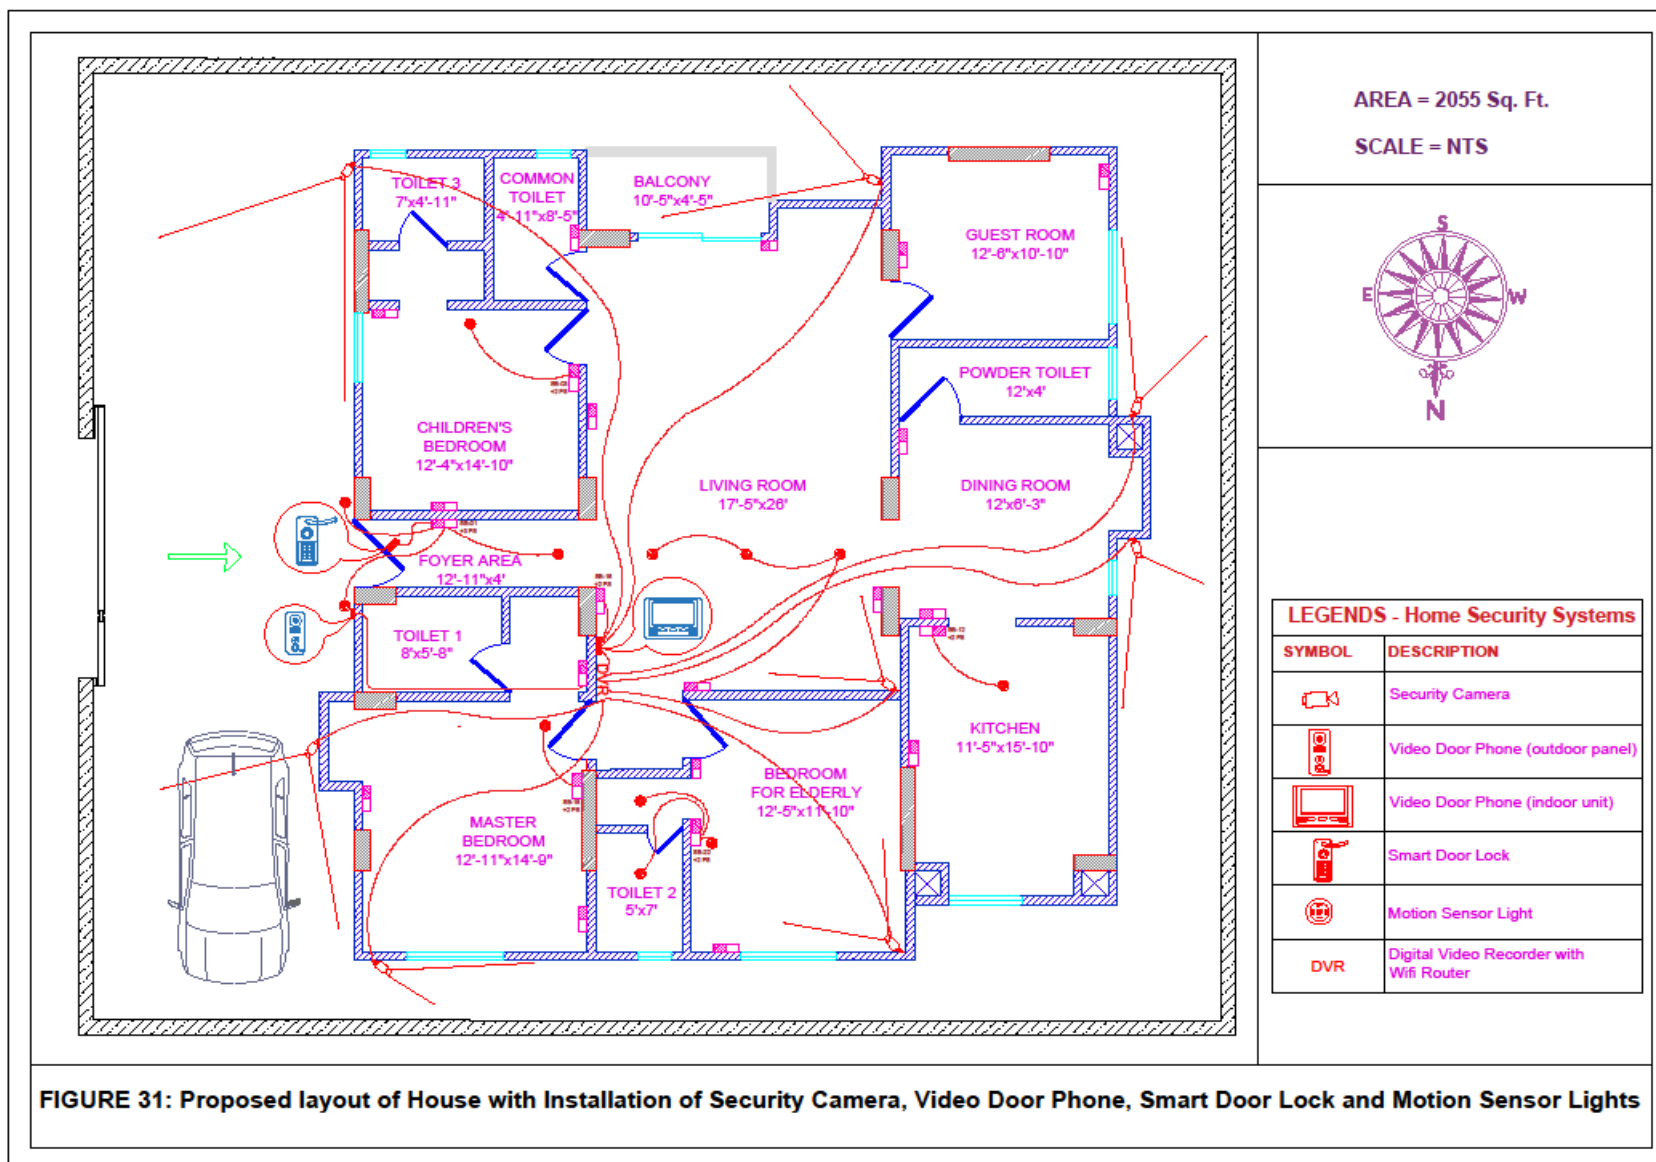 TOILET 3
7'x4'-11"
COMMON
TOILET
4'-11"x8'-5"
BALCONY
10'-5"x4'-5"
GUEST ROOM
12'-6"x10'-10"
POWDER TOILET
12'x4'
CHILDREN'S
BEDROOM
12'-4"x14'-10"
LIVING ROOM
17'-5"x26'
DINING ROOM
12'x6'-3"
FOYER AREA
12'-11"x4'
TOILET 1
8'x5'-8"
DVR
KITCHEN
11'-5"x15'-10"
BEDROOM
FOR ELDERLY
12'-5"x11'-10"
MASTER
BEDROOM
12'-11"x14'-9"
TOILET 2
5'x7'
AREA = 2055 Sq. Ft.
SCALE = NTS
S
E
W
N
LEGENDS - Home Security Systems
SYMBOL DESCRIPTION
Security Camera
Video Door Phone (outdoor panel)
Video Door Phone (indoor unit)
Smart Door Lock
Motion Sensor Light
DVR Digital Video Recorder with
Wifi Router
FIGURE 31: Proposed layout of House with Installation of Security Camera, Video Door Phone, Smart Door Lock and Motion Sensor Lights